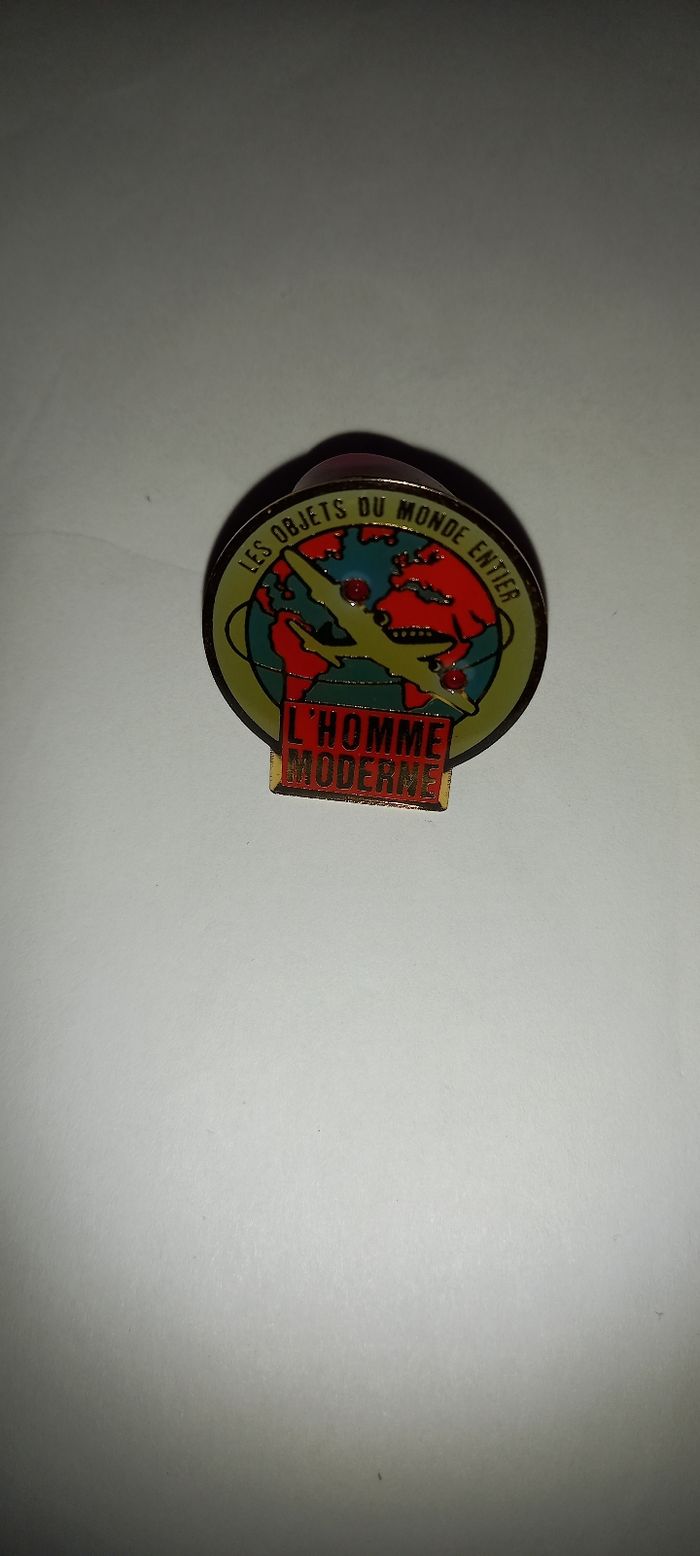 LES OBJETS DU MONDE ENTIER
L'HOMME
MODERNE